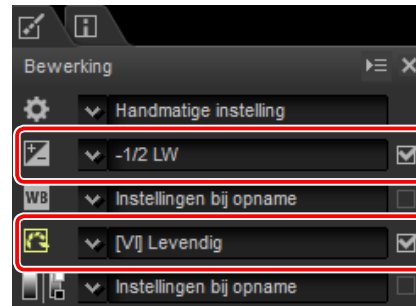 Bewerking
Handmatige instelling
-1/2 LW
WB
Instellingen bij opname
[VI] Levendig
Instellingen bij opname